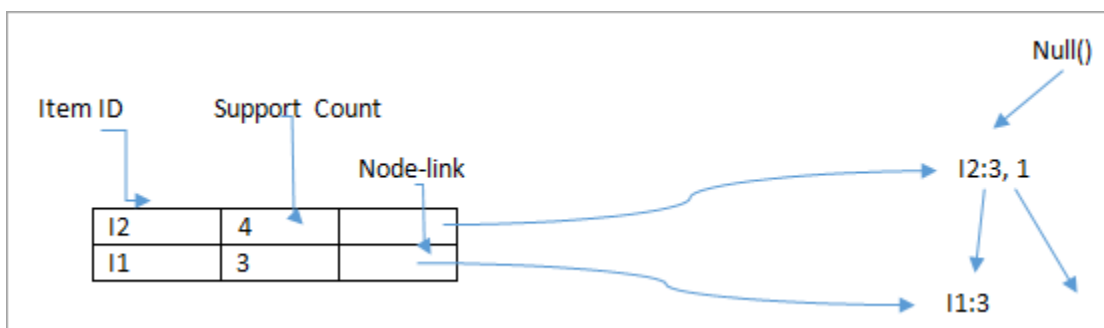 Null()
Item ID
Support Count
Node-link
I2:3, 1
I2 4
I1 3
I1:3